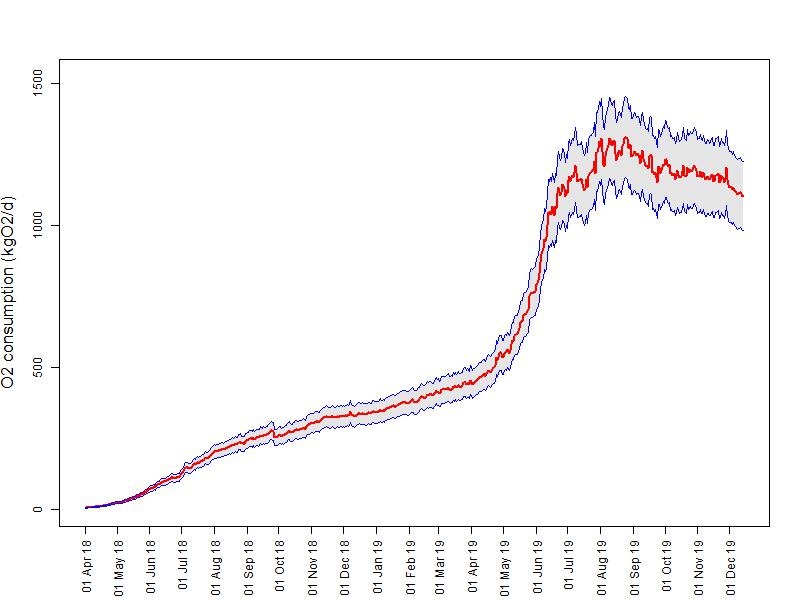 O2 consumption (kgO2/d)
1500
1000
500
0
01 Apr 18
01 May 18
01 Jun 18
01 Jul 18
01 Aug 18
01 Sep 18
01 Oct 18
01 Nov 18
01 Dec 18
01 Jan 19
01 Feb 19
01 Mar 19
01 Apr 19
01 May 19
01 Jun 19
01 Jul 19
01 Aug 19
01 Sep 19
01 Oct 19
01 Nov 19
01 Dec 19